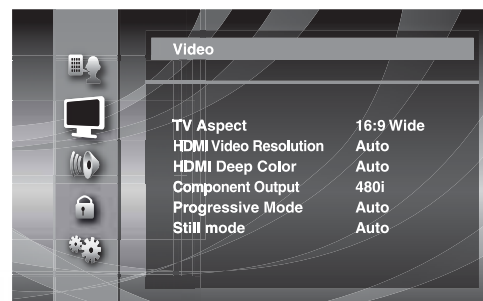 Video
TV Aspect 16:9 Wide
HDMI Video Resolution Auto
HDMI Deep Color Auto
Component Output 480i
Progressive Mode Auto
Still mode Auto